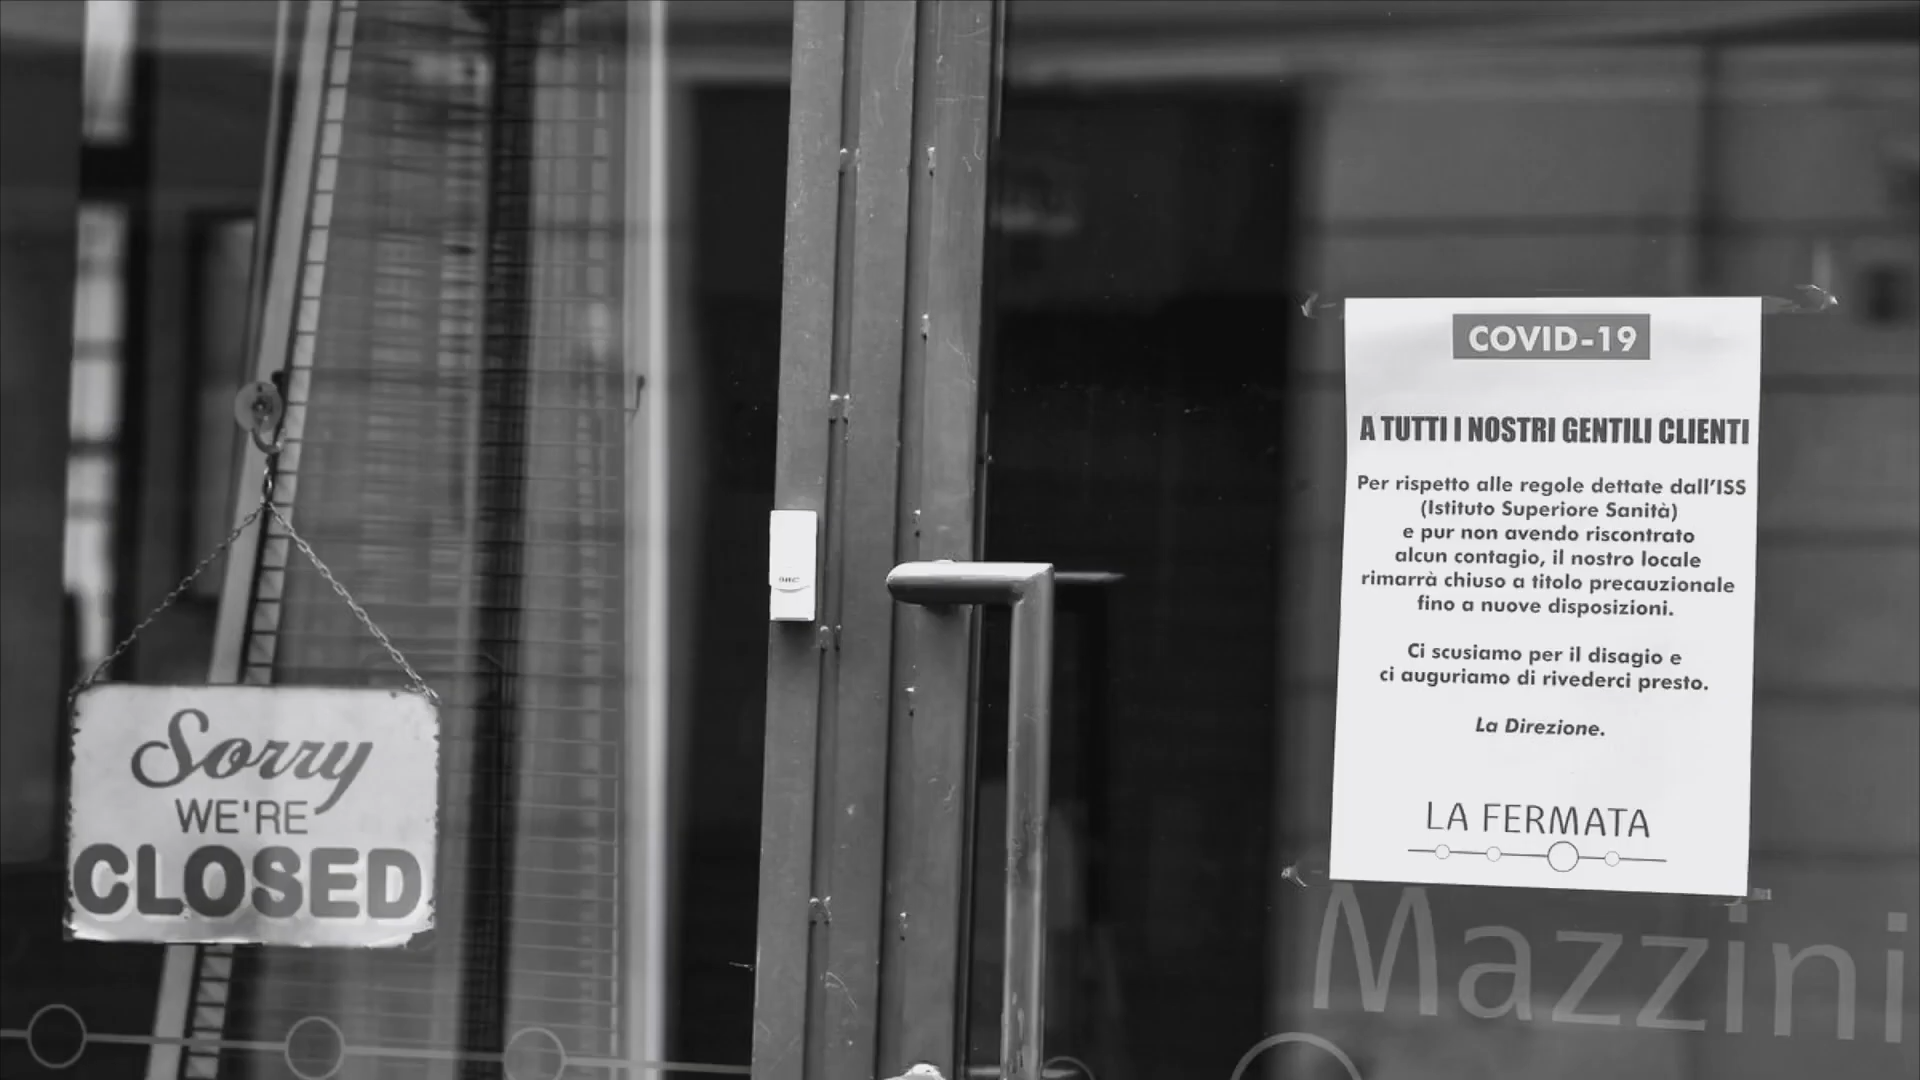 Sorry
WE'RE
CLOSED
COVID-19
A TUTTI I NOSTRI GENTILI CLIENTI
Per rispetto alle regole dettate dall'ISS
(Istituto Superiore Sanità)
e pur non avendo riscontrato
alcun contagio, il nostro locale
rimarrà chiuso a titolo precauzionale
fino a nuove disposizioni.
Ci scusiamo per il disagio e
ci auguriamo di rivederci presto.
La Direzione.
LA FERMATA
Mazzini